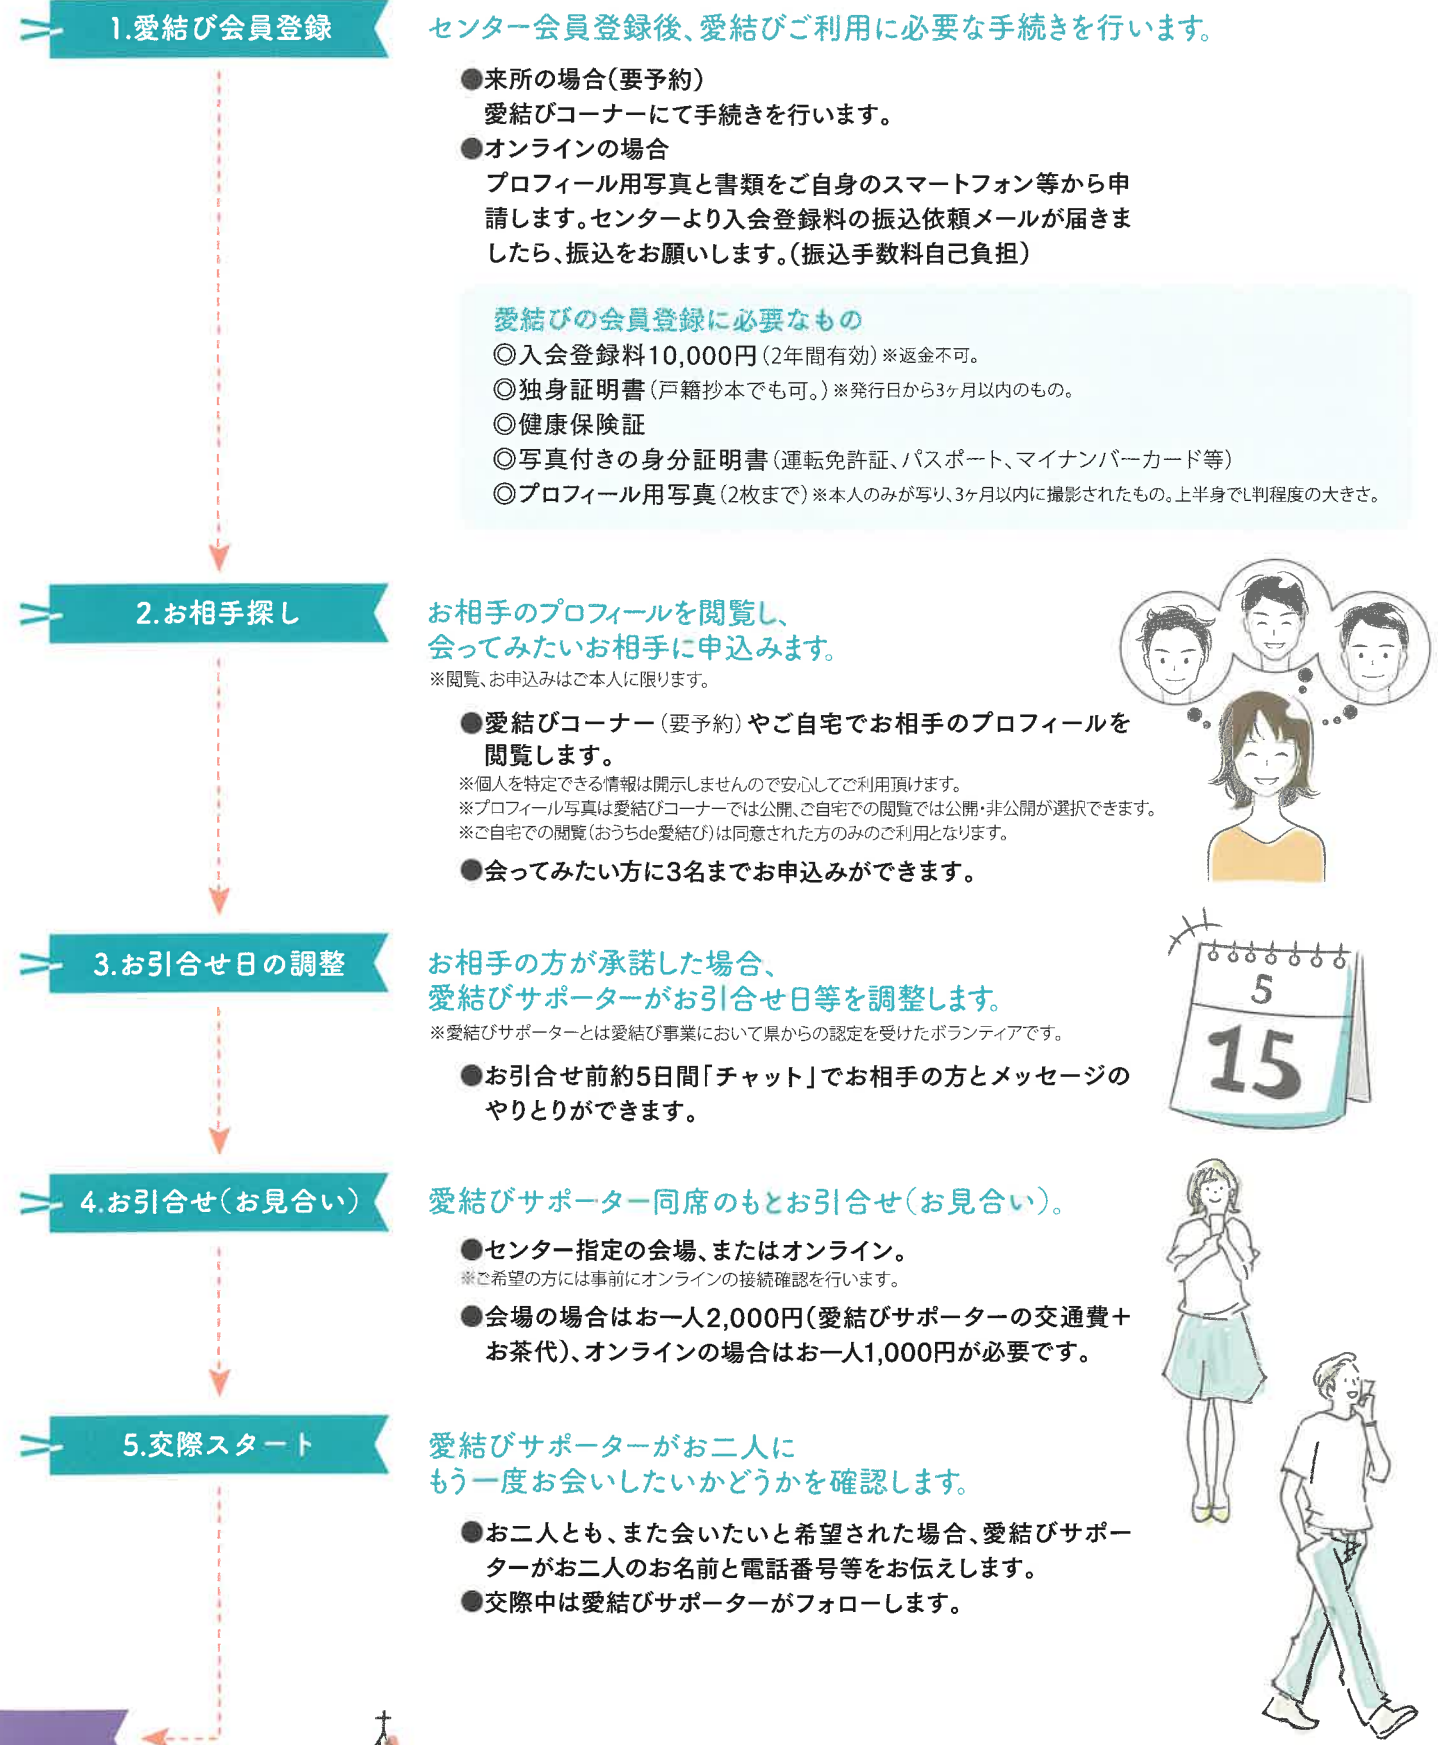 1.愛結び会員登録
センター会員登録後、愛結びご利用に必要な手続きを行います。
●来所の場合(要予約)
愛結びコーナーにて手続きを行います。
●オンラインの場合
プロフィール用写真と書類をご自身のスマートフォン等から申
請します。センターより入会登録料の振込依頼メールが届きま
したら、振込をお願いします。(振込手数料自己負担)
愛結びの会員登録に必要なもの
◎入会登録料10,000円(2年間有効)※返金不可。
◎独身証明書(戸籍抄本でも可。)※発行日から3ヶ月以内のもの。
◎健康保険証
◎写真付きの身分証明書(運転免許証、パスポート、マイナンバーカード等)
◎プロフィール用写真(2枚まで)※本人のみが写り、3ヶ月以内に撮影されたもの。上半身でL判程度の大きさ。
2.お相手探し
お相手のプロフィールを閲覧し、
会ってみたいお相手に申込みます。
※閲覧、お申込みはご本人に限ります。
●愛結びコーナー(要予約)やご自宅でお相手のプロフィールを
閲覧します。
※個人を特定できる情報は開示しませんので安心してご利用頂けます。
※プロフィール写真は愛結びコーナーでは公開、ご自宅での閲覧では公開・非公開が選択できます。
※ご自宅での閲覧(おうちde愛結び)は同意された方のみのご利用となります。
●会ってみたい方に3名までお申込みができます。
3.お引合せ日の調整
お相手の方が承諾した場合、
愛結びサポーターがお引合せ日等を調整します。
※愛結びサポーターとは愛結び事業において県からの認定を受けたボランティアです。
●お引合せ前約5日間「チャット」でお相手の方とメッセージの
やりとりができます。
5
15
4.お引合せ(お見合い)
愛結びサポーター同席のもとお引合せ(お見合い)。
●センター指定の会場、またはオンライン。
※ご希望の方には事前にオンラインの接続確認を行います。
●会場の場合はお一人2,000円(愛結びサポーターの交通費＋
お茶代)、オンラインの場合はお一人1,000円が必要です。
5.交際スタート
愛結びサポーターがお二人に
もう一度お会いしたいかどうかを確認します。
●お二人とも、また会いたいと希望された場合、愛結びサポー
ターがお二人のお名前と電話番号等をお伝えします。
●交際中は愛結びサポーターがフォローします。